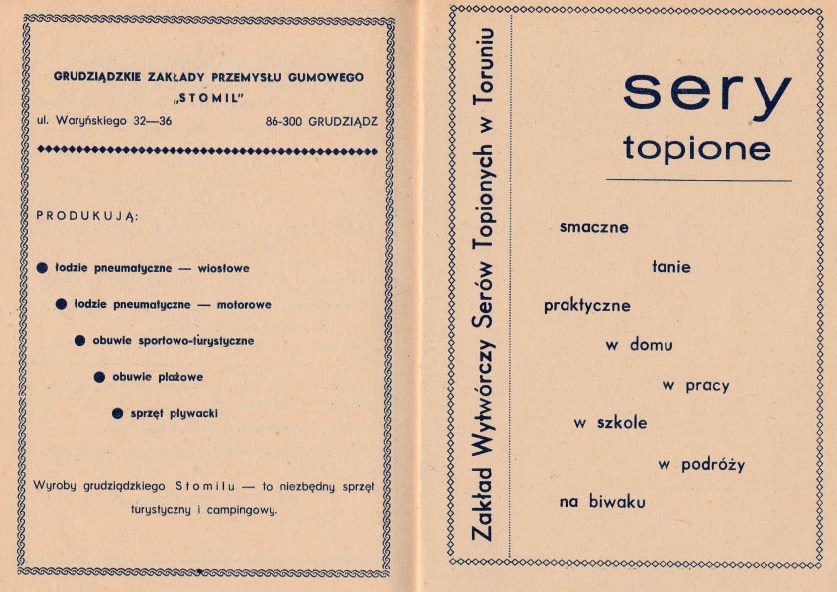 GRUDZIĄDZKIE ZAKŁADY PRZEMYSŁU GUMOWEGO
„STOMIL"
ul. Waryńskiego 32—36 86-300 GRUDZIĄDZ
PRODUKUJĄ:
łodzie pneumatyczne — wiosłowe
łodzie pneumatyczne — motorowe
obuwie sportowo-turystyczne
obuwie plażowe
sprzęt pływacki
Wyroby grudziądzkiego Stomilu — to niezbędny sprzęt
turystyczny i campingowy.
Zakład Wytwórczy Serów Topionych w Toruniu
sery
topione
smaczne
tanie
praktyczne
w domu
w pracy
w szkole
w podróży
na biwaku